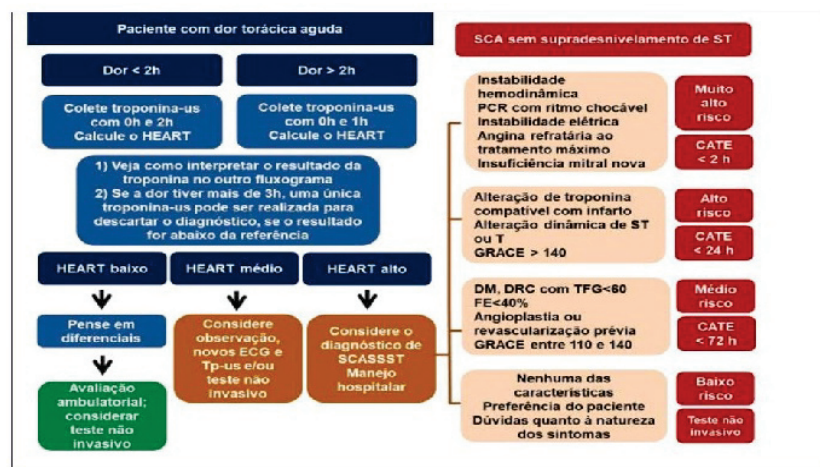 Paciente com dor torácica aguda
Dor < 2h
Dor > 2h
Colete troponina-us
com 0h e 2h
Calcule o HEART
Colete troponina-us
com 0h e 1h
Calcule o HEART
1) Veja como interpretar o resultado da
troponina no outro fluxograma
2) Se a dor tiver mais de 3h, uma única
troponina-us pode ser realizada para
descartar o diagnóstico, se o resultado
for abaixo da referência
HEART baixo
HEART médio
HEART alto
Pense em
diferenciais
Considere
observação,
novos ECG e
Tp-us e/ou
teste não
invasivo
Considere o
diagnóstico de
SCASSST
Manejo
hospitalar
Avaliação
ambulatorial;
considerar
teste não
invasivo
SCA sem supradesnivelamento de ST
Instabilidade
hemodinâmica
PCR com ritmo chocável
Instabilidade elétrica
Angina refratária ao
tratamento máximo
Insuficiência mitral nova
Muito
alto
risco
CATE
< 2 h
Alteração de troponina
compatível com infarto
Alteração dinâmica de ST
ou T
GRACE > 140
Alto
risco
CATE
< 24 h
DM, DRC com TFG<60
FE<40%
Angioplastia ou
revascularização prévia
GRACE entre 110 e 140
Médio
risco
CATE
< 72 h
Nenhuma das
características
Preferência do paciente
Dúvidas quanto à natureza
dos sintomas
Baixo
risco
Teste não
invasivo